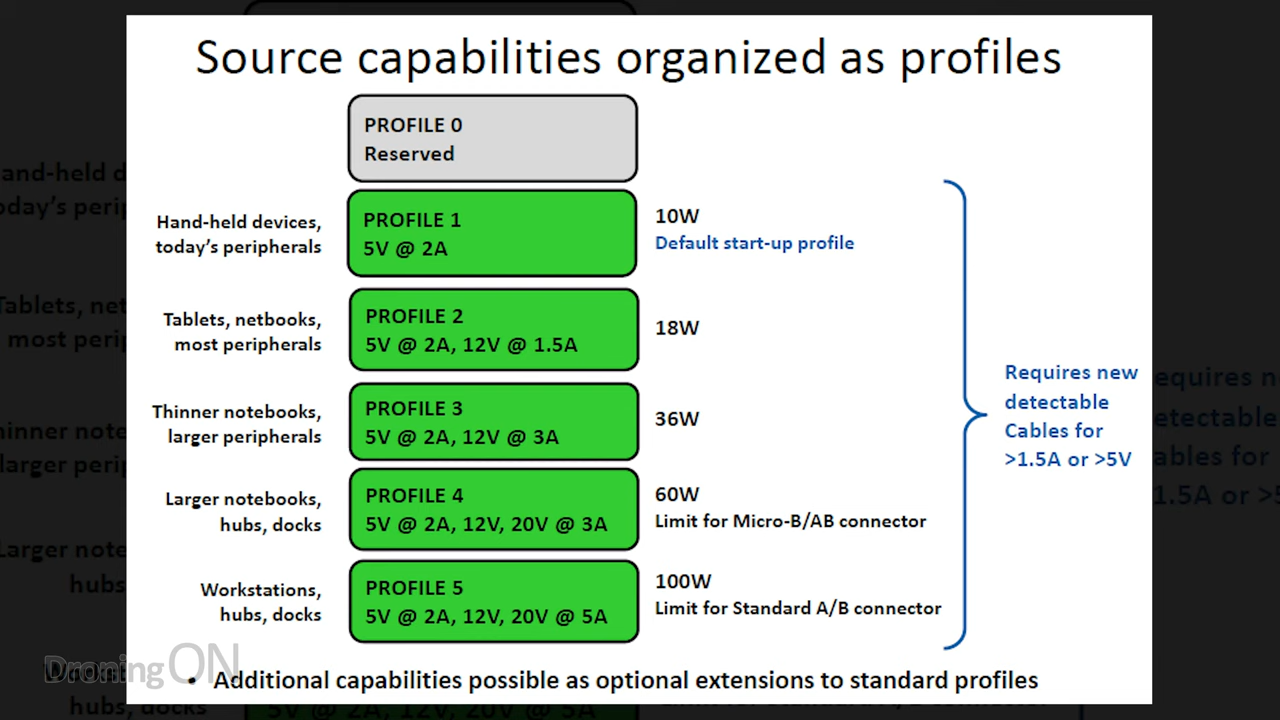 Source capabilities organized as profiles
PROFILE 0
Reserved
Hand-held devices,
today's peripherals
PROFILE 1
5V @ 2A
10W
Default start-up profile
Tablets, netbooks,
most peripherals
PROFILE 2
5V @ 2A, 12V @ 1.5A
18W
Thinner notebooks,
larger peripherals
PROFILE 3
5V @ 2A, 12V @ 3A
36W
Larger notebooks,
hubs, docks
PROFILE 4
5V @ 2A, 12V, 20V @ 3A
60W
Limit for Micro-B/AB connector
Workstations,
hubs, docks
PROFILE 5
5V @ 2A, 12V, 20V @ 5A
100W
Limit for Standard A/B connector
Requires new
detectable
Cables for
>1.5A or >5V
• Additional capabilities possible as optional extensions to standard profiles
DroningON